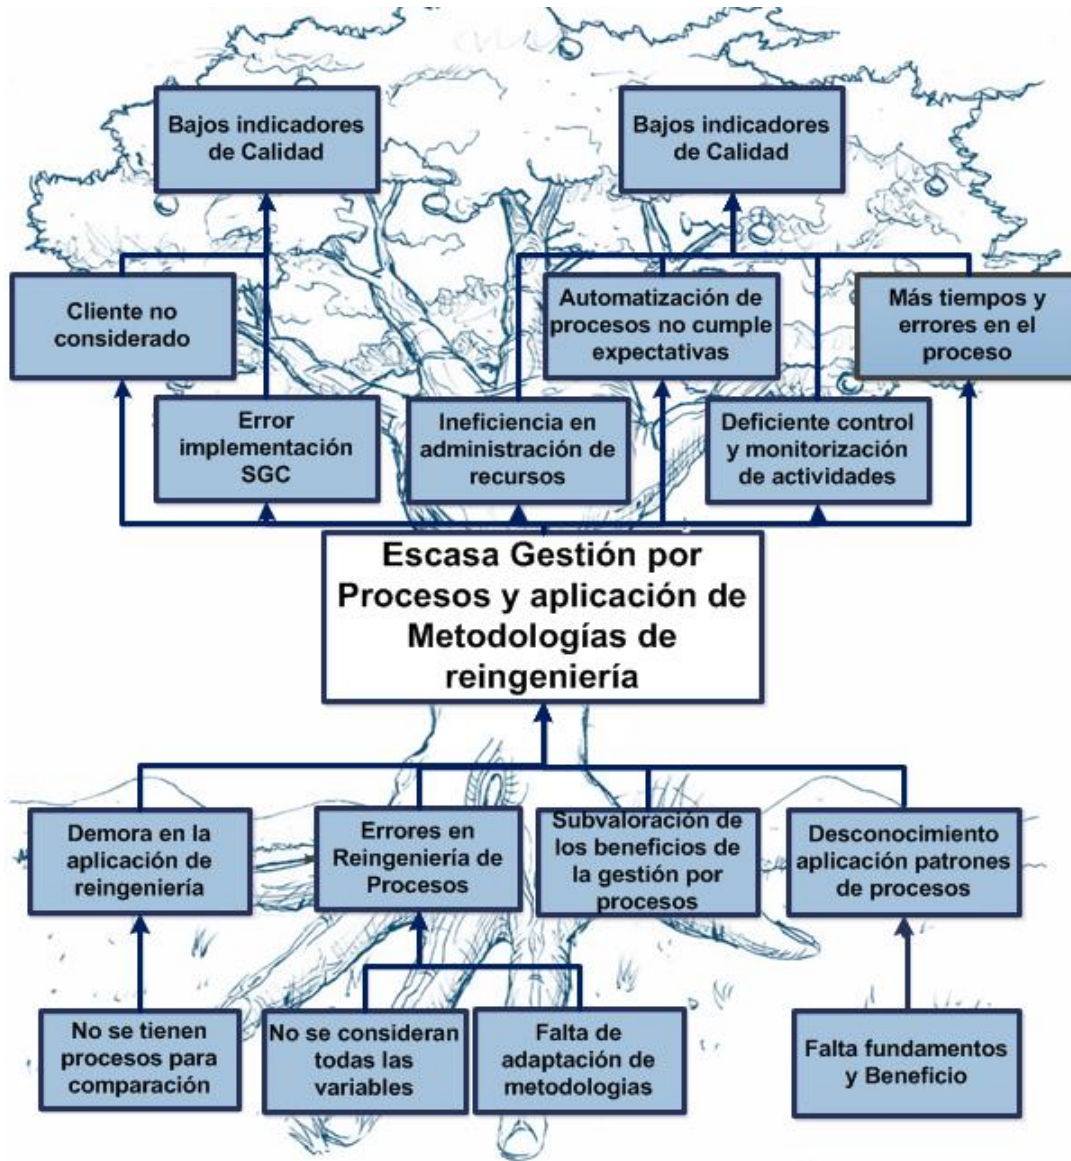 Bajos indicadores
de Calidad
Bajos indicadores
de Calidad
Cliente no
considerado
Automatización de
procesos no cumple
expectativas
Más tiempos y
errores en el
proceso
Error
implementación
SGC
Ineficiencia en
administración de
recursos
Deficiente control
y monitorización
de actividades
Escasa Gestión por
Procesos y aplicación de
Metodologías de
reingeniería
Demora en la
aplicación de
reingeniería
Errores en
Reingeniería de
Procesos
Subvaloración de
los beneficios de
la gestión por
procesos
Desconocimiento
aplicación patrones
de procesos
No se tienen
procesos para
comparación
No se consideran
todas las
variables
Falta de
adaptación de
metodologias
Falta fundamentos
y Beneficio